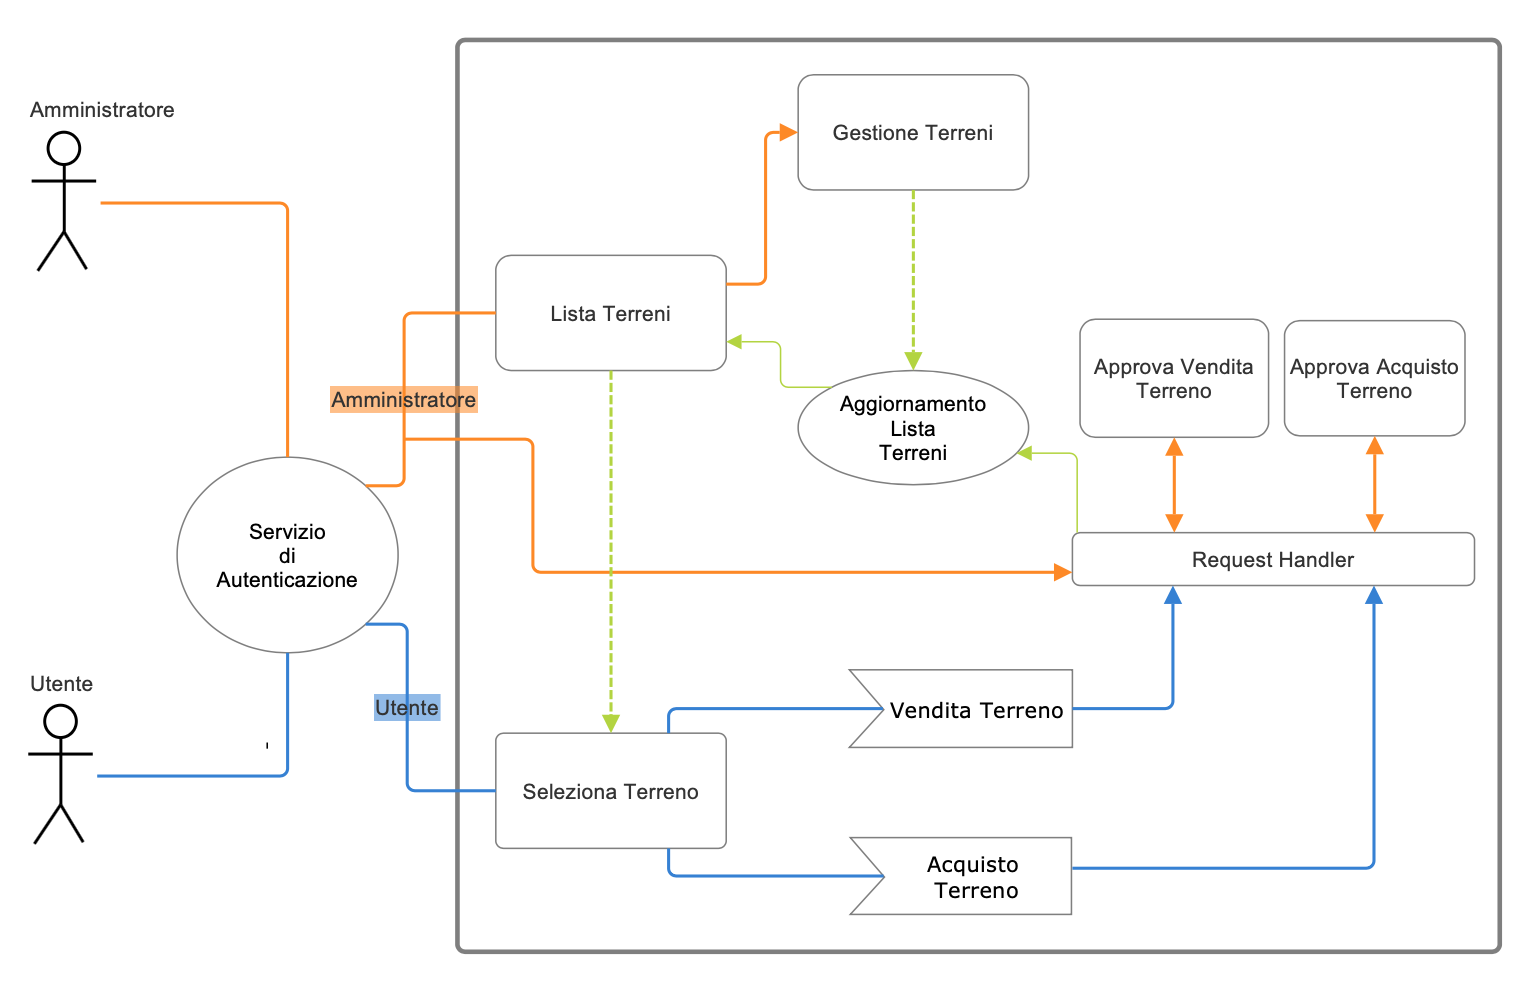 Amministratore
Gestione Terreni
Lista Terreni
Approva Vendita
Terreno
Approva Acquisto
Terreno
Amministratore
Aggiornamento
Lista
Terreni
Servizio
di
Autenticazione
Request Handler
Utente
Utente
Vendita Terreno
Seleziona Terreno
Acquisto
Terreno